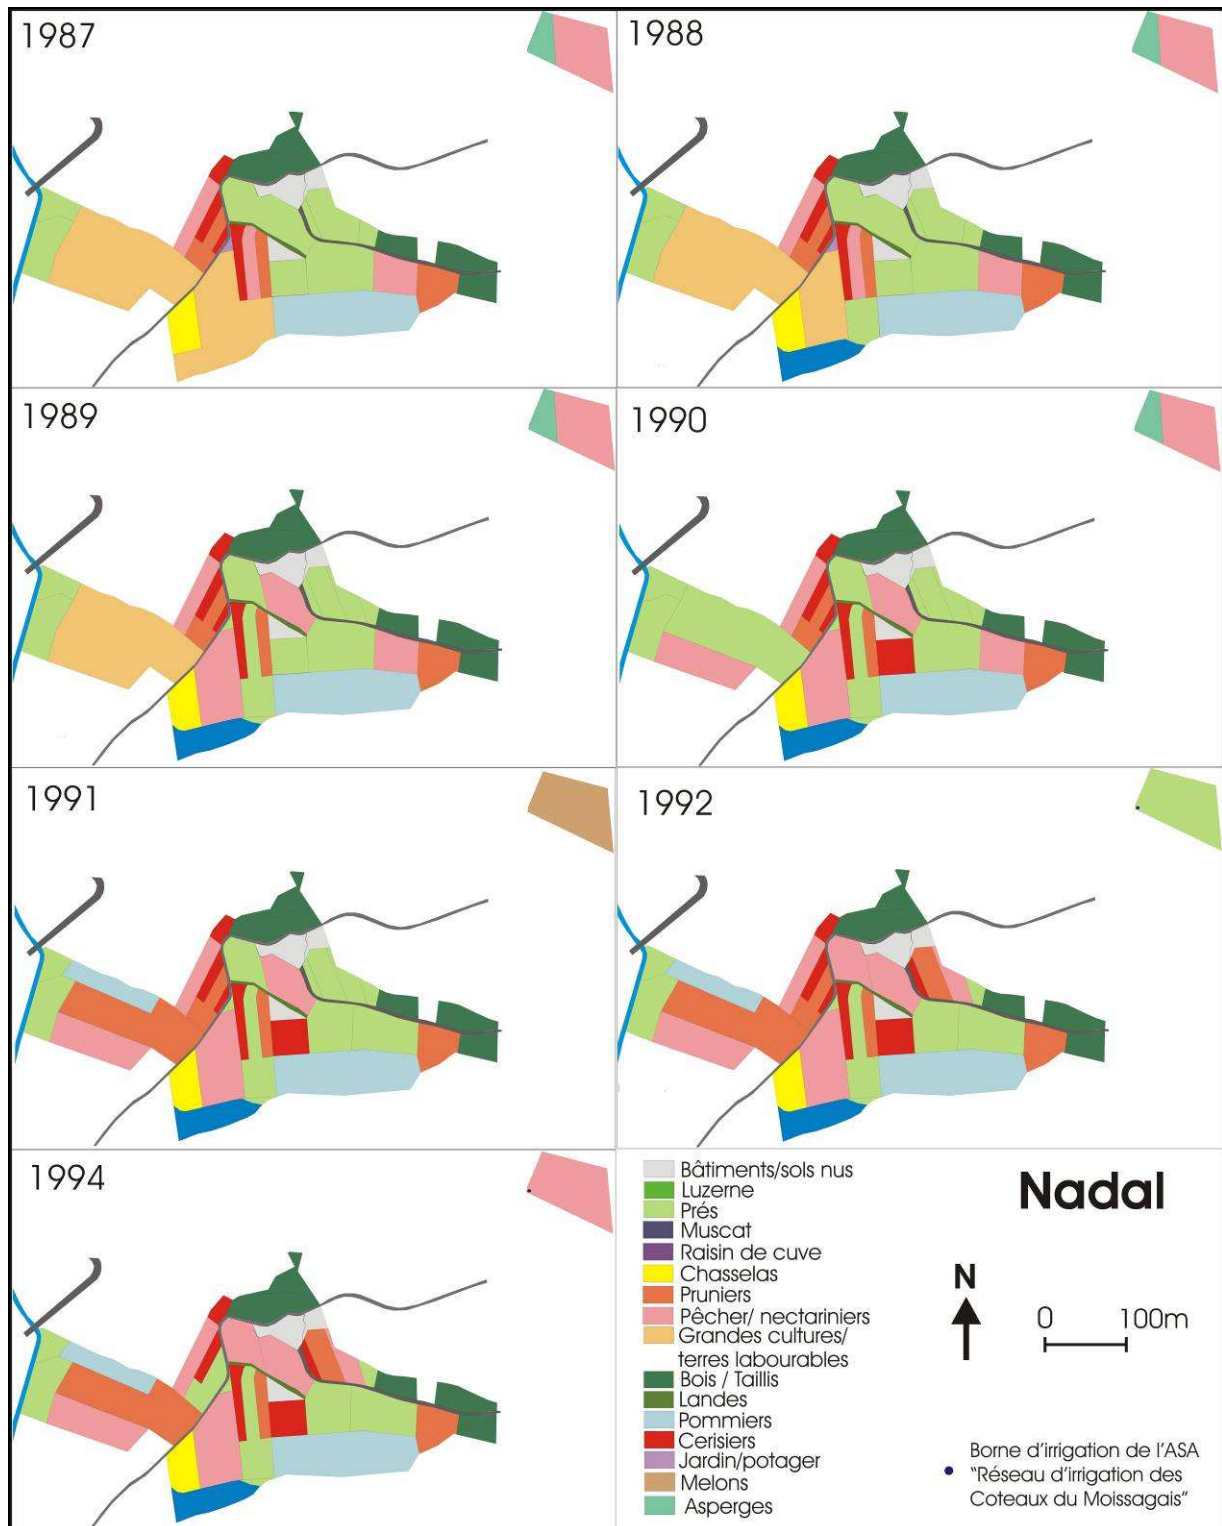 1987
1988
1989
1990
1991
1992
1994
Bâtiments/sols nus
Luzerne
Prés
Muscat
Raisin de cuve
Chasselas
Pruniers
Pêcher/ nectariniers
Grandes cultures/
terres labourables
Bois / Taillis
Landes
Pommiers
Cerisiers
Jardin/potager
Melons
Asperges
Nadal
N
0 100m
Borne d'irrigation de l'ASA
"Réseau d'irrigation des
Coteaux du Moissagais"